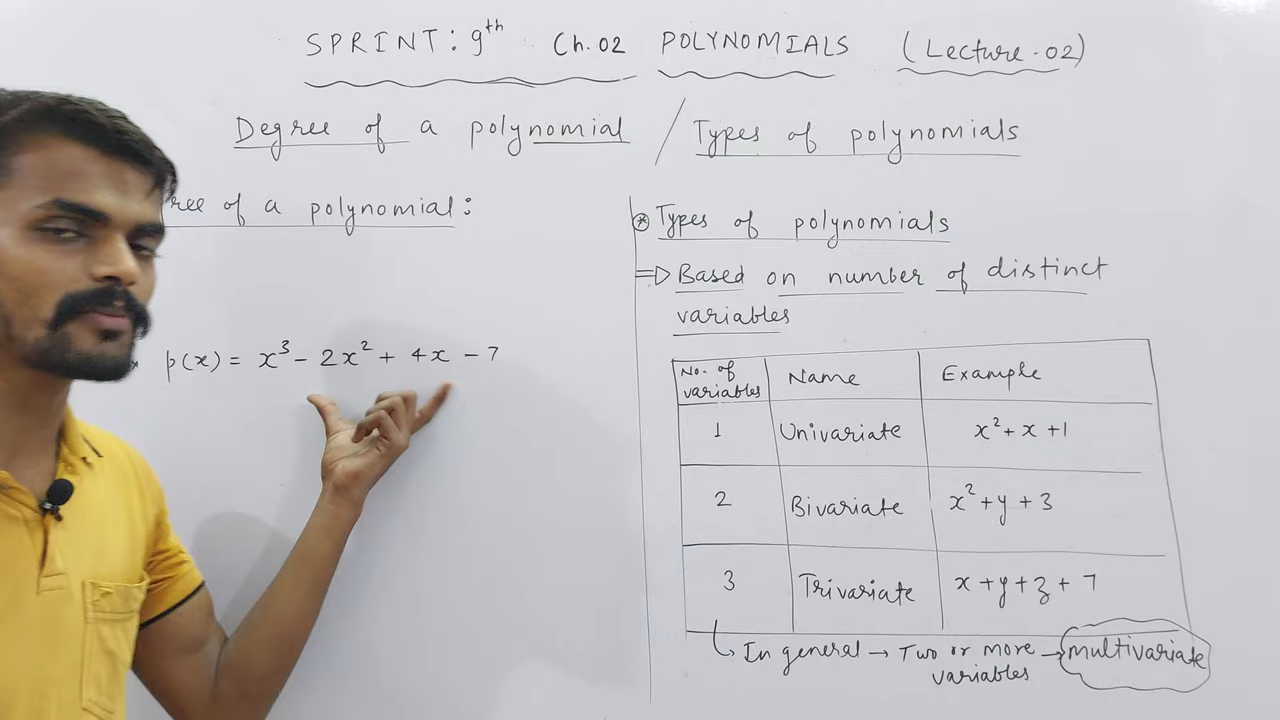 SPRINT: 9th Ch. 02 POLYNOMIALS (Lecture-02)
Degree of a polynomial / Types of polynomials
ree of a polynomial:
p(x) = x³ - 2x² + 4x - 7
⊛ Types of polynomials
⇒ Based on number of distinct
variables
No. of variables Name Example
1 Univariate x² + x + 1
2 Bivariate x² + y + 3
3 Trivariate x + y + z + 7
↳ In general → Two or more variables → multivariate